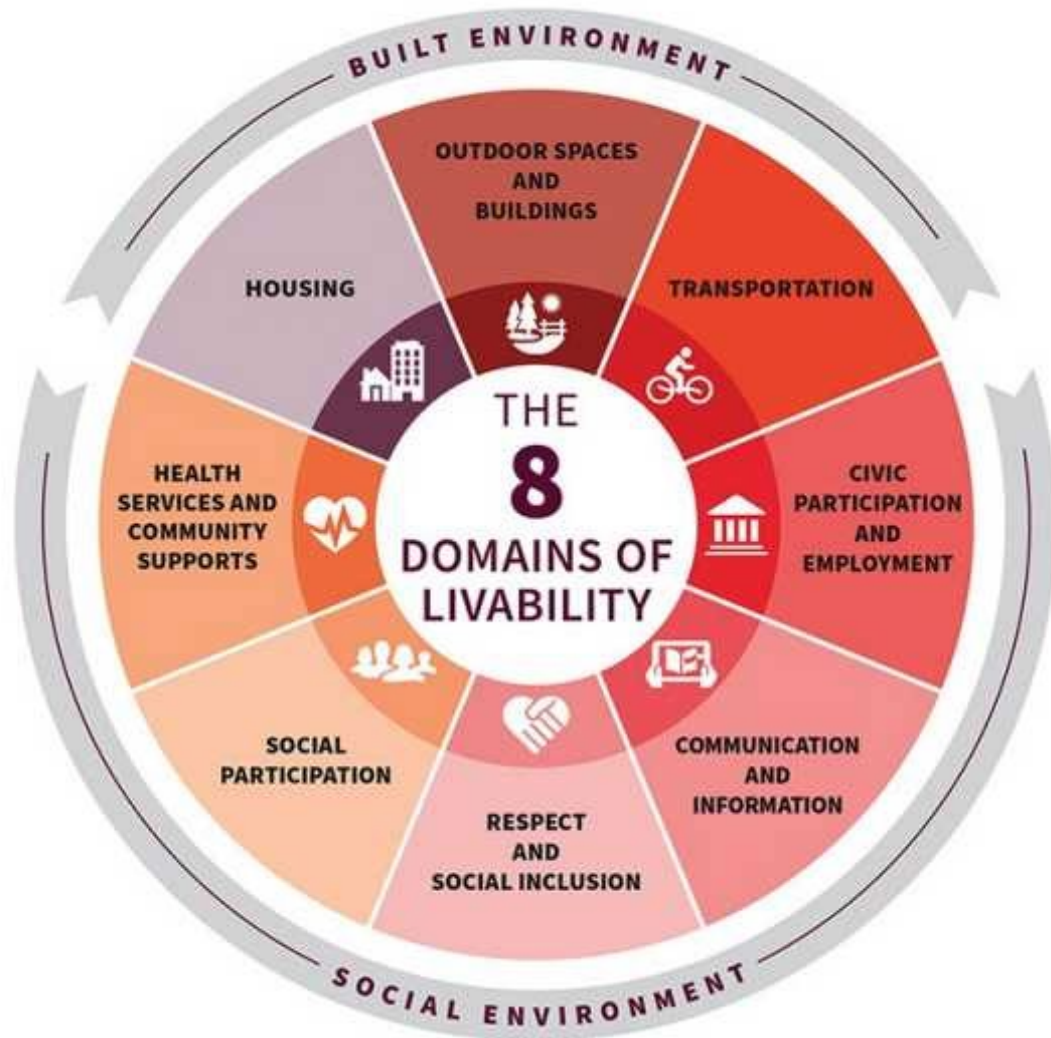 BUILT ENVIRONMENT
OUTDOOR SPACES
AND
BUILDINGS
TRANSPORTATION
CIVIC
PARTICIPATION
AND
EMPLOYMENT
COMMUNICATION
AND
INFORMATION
RESPECT
AND
SOCIAL INCLUSION
SOCIAL
PARTICIPATION
HEALTH
SERVICES AND
COMMUNITY
SUPPORTS
HOUSING
THE
8
DOMAINS OF
LIVABILITY
SOCIAL ENVIRONMENT